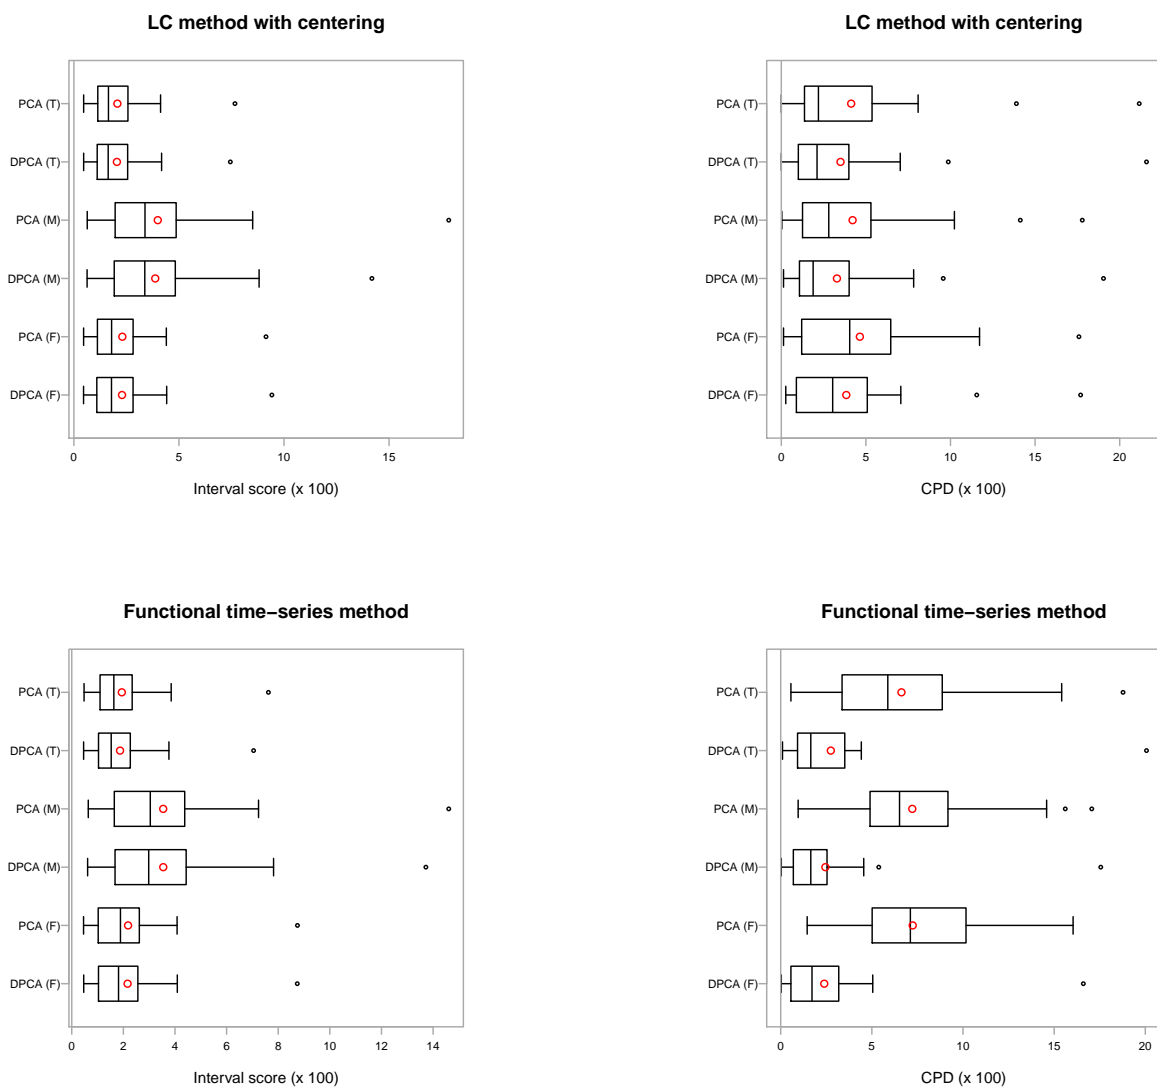 LC method with centering
PCA (T)
DPCA (T)
PCA (M)
DPCA (M)
PCA (F)
DPCA (F)
0 5 10 15
Interval score (x 100)
LC method with centering
PCA (T)
DPCA (T)
PCA (M)
DPCA (M)
PCA (F)
DPCA (F)
0 5 10 15 20
CPD (x 100)
Functional time−series method
PCA (T)
DPCA (T)
PCA (M)
DPCA (M)
PCA (F)
DPCA (F)
0 2 4 6 8 10 12 14
Interval score (x 100)
Functional time−series method
PCA (T)
DPCA (T)
PCA (M)
DPCA (M)
PCA (F)
DPCA (F)
0 5 10 15 20
CPD (x 100)